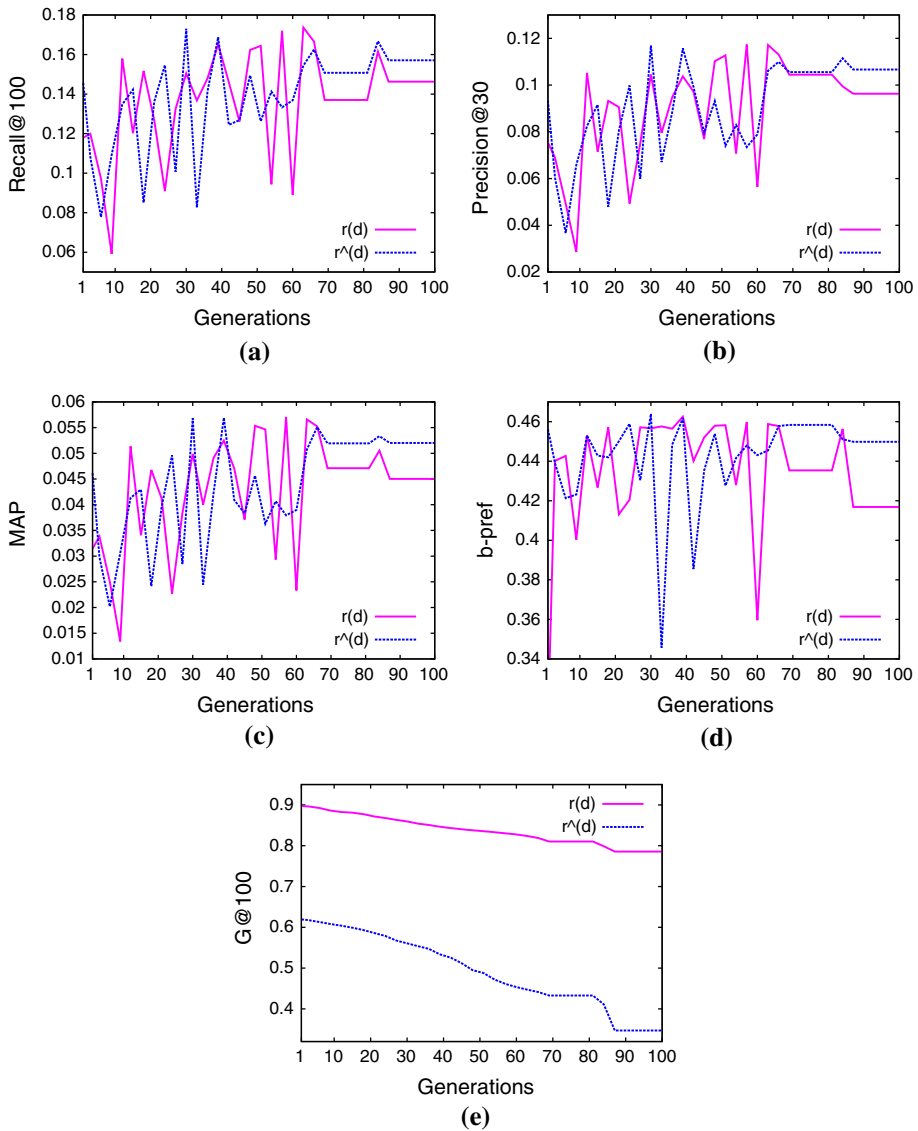 0.18
0.16
0.14
0.12
0.1
0.08
0.06
Recall@100
r(d)
r^(d)
1 10 20 30 40 50 60 70 80 90 100
Generations
(a)
0.12
0.1
0.08
0.06
0.04
0.02
Precision@30
r(d)
r^(d)
1 10 20 30 40 50 60 70 80 90 100
Generations
(b)
0.06
0.055
0.05
0.045
0.04
0.035
0.03
0.025
0.02
0.015
0.01
MAP
r(d)
r^(d)
1 10 20 30 40 50 60 70 80 90 100
Generations
(c)
0.46
0.44
0.42
0.4
0.38
0.36
0.34
b-pref
r(d)
r^(d)
1 10 20 30 40 50 60 70 80 90 100
Generations
(d)
0.9
0.8
0.7
0.6
0.5
0.4
G@100
r(d)
r^(d)
1 10 20 30 40 50 60 70 80 90 100
Generations
(e)